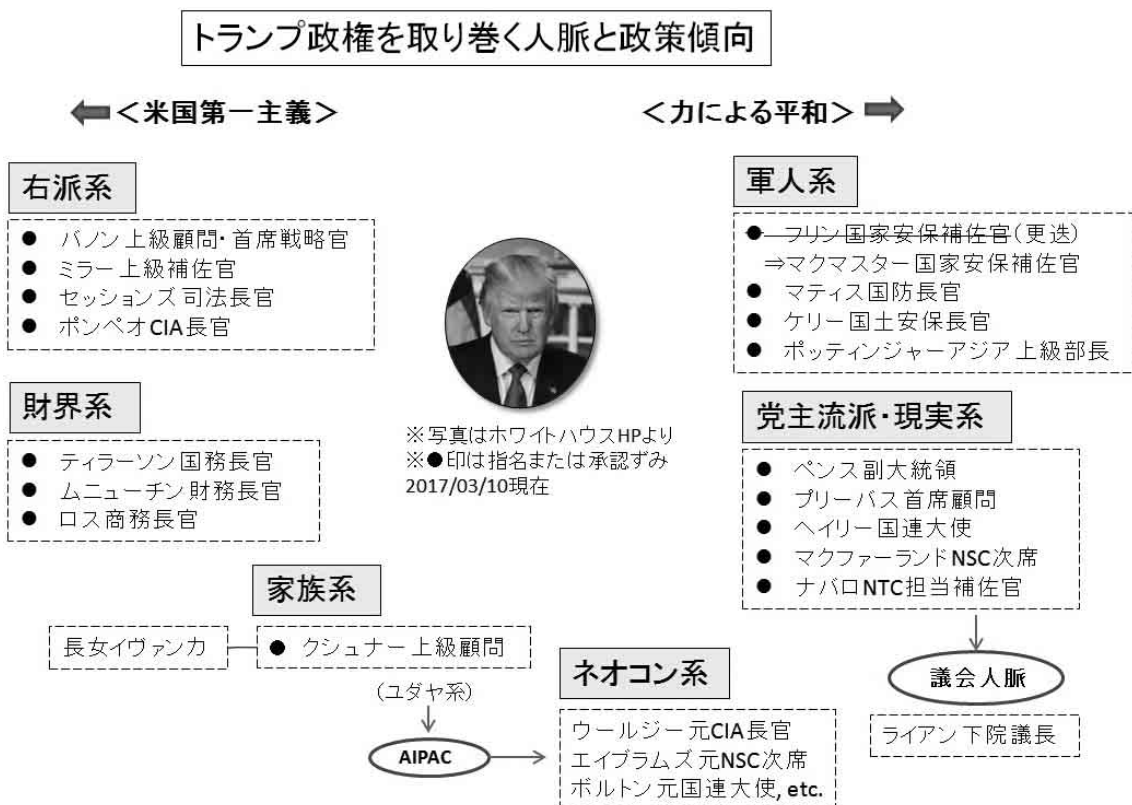 トランプ政権を取り巻く人脈と政策傾向
＜米国第一主義＞
＜力による平和＞
右派系
● バノン上級顧問・首席戦略官
● ミラー上級補佐官
● セッションズ司法長官
● ポンペオCIA長官
財界系
● ティラーソン国務長官
● ムニューチン財務長官
● ロス商務長官
※写真はホワイトハウスHPより
※●印は指名または承認ずみ
2017/03/10現在
軍人系
● フリン国家安保補佐官(更迭)
⇒マクマスター国家安保補佐官
● マティス国防長官
● ケリー国土安保長官
● ポッティンジャーアジア上級部長
党主流派・現実系
● ペンス副大統領
● プリーバス首席顧問
● ヘイリー国連大使
● マクファーランドNSC次席
● ナバロNTC担当補佐官
議会人脈
ライアン下院議長
家族系
長女イヴァンカ
● クシュナー上級顧問
(ユダヤ系)
AIPAC
ネオコン系
ウールジー元CIA長官
エイブラムズ元NSC次席
ボルトン元国連大使, etc.